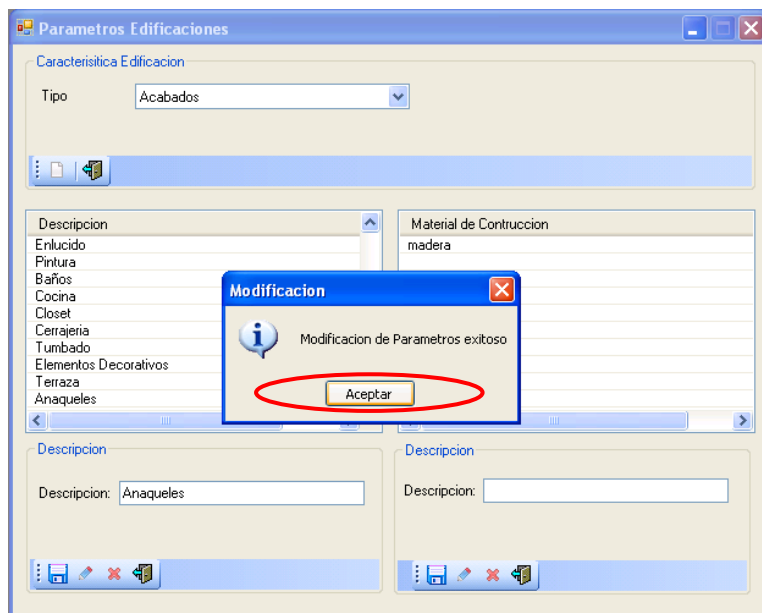 Parametros Edificaciones
Caracterisitica Edificacion
Tipo
Acabados
Descripcion
Enlucido
Pintura
Baños
Cocina
Closet
Cerrajeria
Tumbado
Elementos Decorativos
Terraza
Anaqueles
Material de Contruccion
madera
Modificacion
Modificacion de Parametros exitoso
Aceptar
Descripcion
Descripcion: Anaqueles
Descripcion
Descripcion: